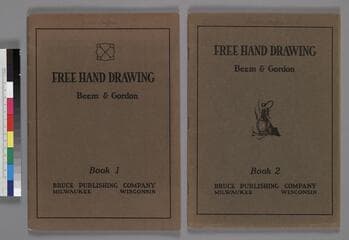 FREE HAND DRAWING
Beem & Gordon
Book 1
BRUCE PUBLISHING COMPANY
MILWAUKEE WISCONSIN
FREE HAND DRAWING
Beem & Gordon
Book 2
BRUCE PUBLISHING COMPANY
MILWAUKEE WISCONSIN